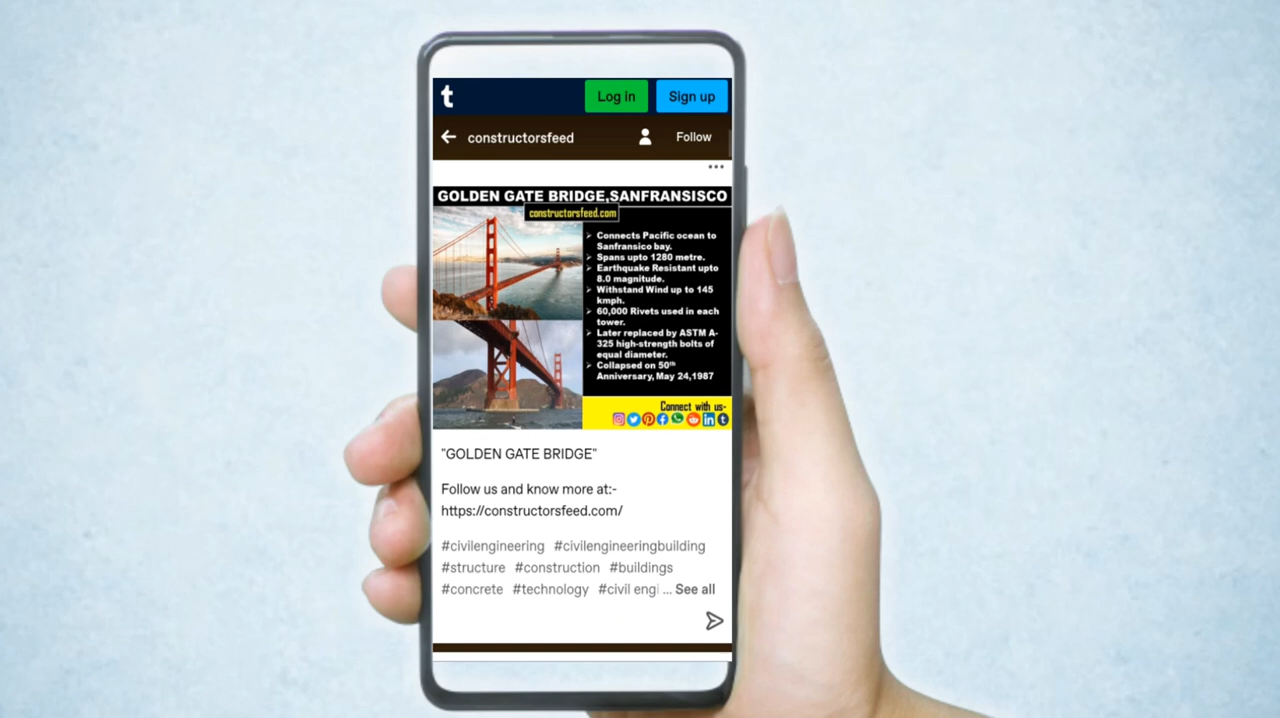 t
Log in
Sign up
constructorsfeed
Follow
GOLDEN GATE BRIDGE,SANFRANSISCO
constructorsfeed.com
Connects Pacific ocean to
Sanfransico bay.
Spans upto 1280 metre.
Earthquake Resistant upto
8.0 magnitude.
Withstand Wind up to 145
kmph.
60,000 Rivets used in each
tower.
Later replaced by ASTM A-
325 high-strength bolts of
equal diameter.
Collapsed on 50th
Anniversary, May 24,1987
Connect with us-
"GOLDEN GATE BRIDGE"
Follow us and know more at:-
https://constructorsfeed.com/
#civilengineering #civilengineeringbuilding
#structure #construction #buildings
#concrete #technology #civil engi ... See all